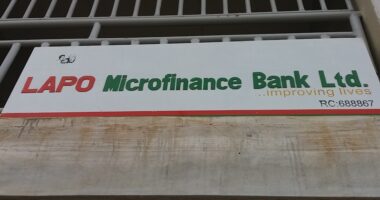 LAPO Microfinance Bank Ltd.
...improving lives
RC:688867